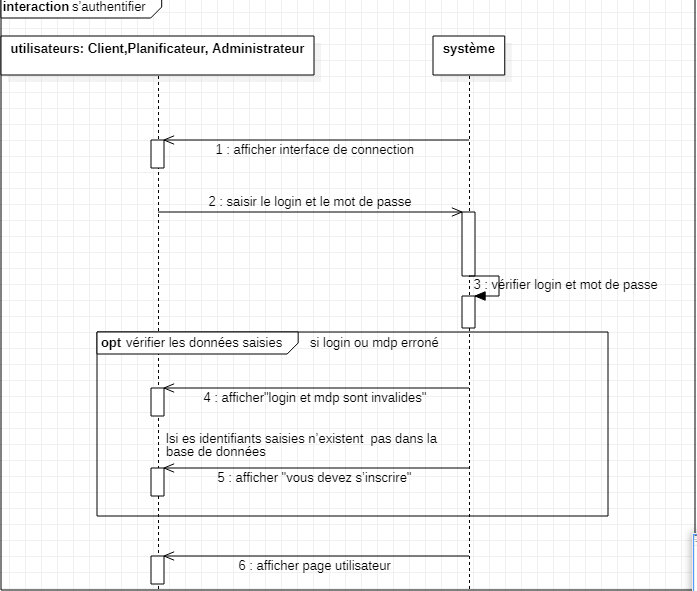 interaction s'authentifier
utilisateurs: Client,Planificateur, Administrateur
système
1 : afficher interface de connection
2 : saisir le login et le mot de passe
3 : vérifier login et mot de passe
opt vérifier les données saisies si login ou mdp erroné
4 : afficher"login et mdp sont invalides"
Isi es identifiants saisies n'existent pas dans la
base de données
5 : afficher "vous devez s'inscrire"
6 : afficher page utilisateur